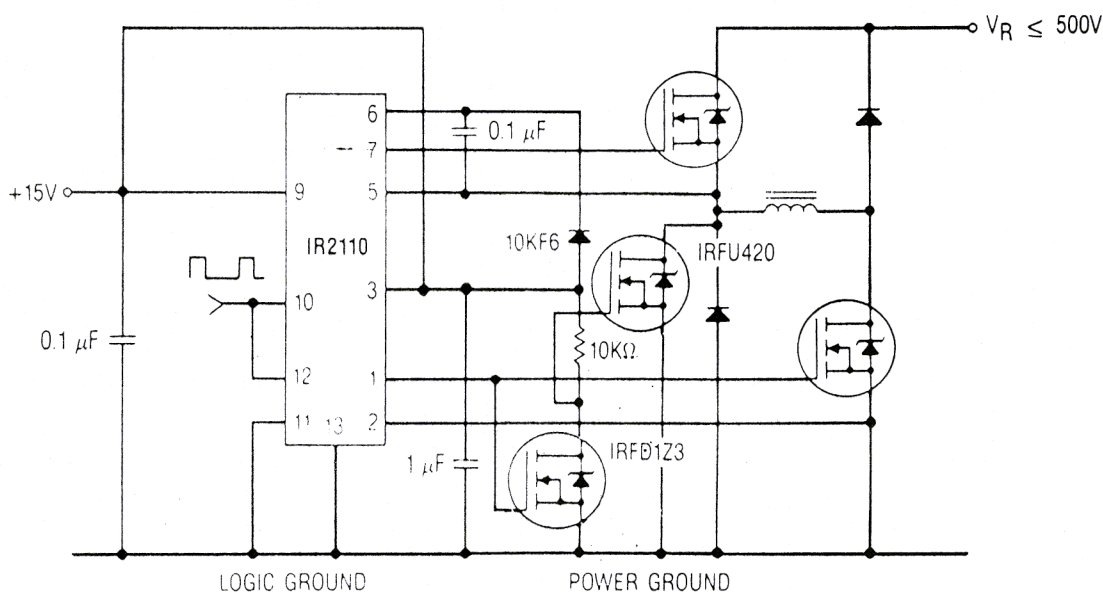 V_R ≤ 500V
6
0.1 μF
7
+15V
9
5
IR2110
10KF6
IRFU420
3
10
0.1 μF
10KΩ
12
1
11
13
2
1 μF
IRFD1Z3
LOGIC GROUND
POWER GROUND